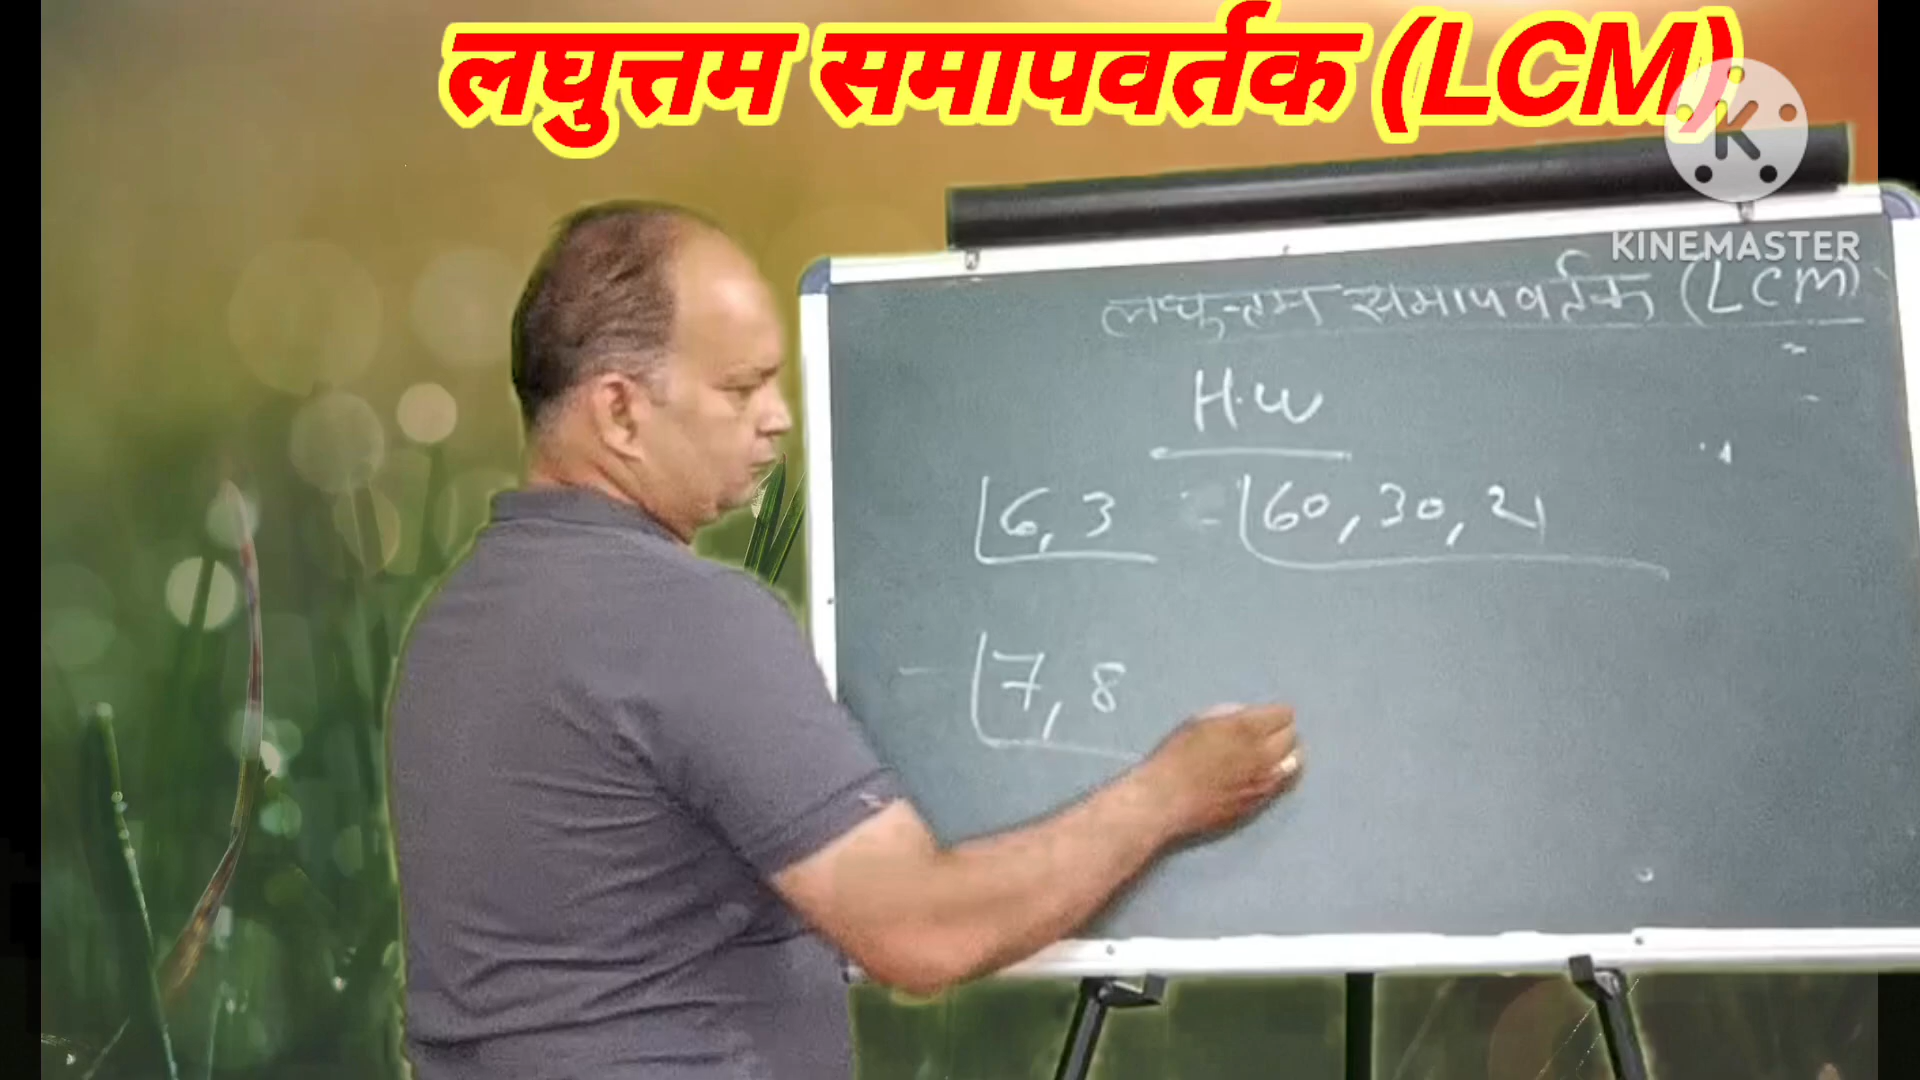 लघुत्तम समापवर्तक (LCM)
K
KINEMASTER
लघुत्तम समापवर्तक (LCM)
H.W
6, 3 - 60, 30, 21
- 7, 8